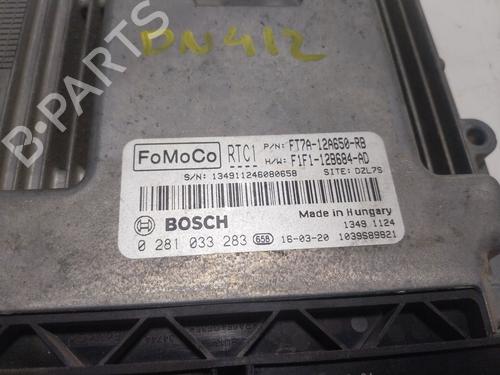 DN412
FoMoCo RTC1 P/N: FT7A-12A650-RB
H/W: F1F1-12B684-AD
S/N: 134911246080658 SITE: DZL7S
BOSCH Made in Hungary
1349 1124
0 281 033 283 658 16-03-20 1039S89821